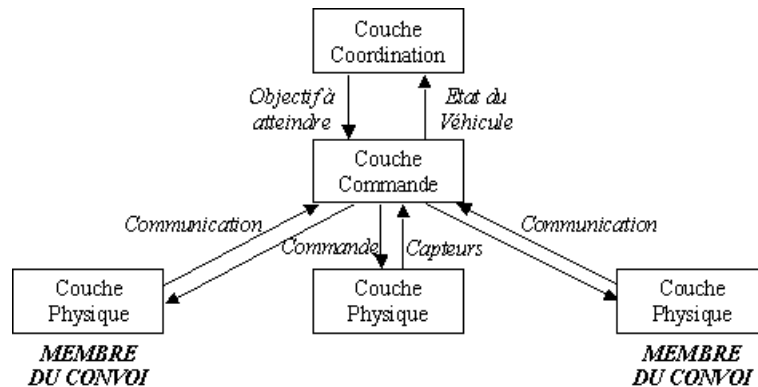 Couche
Coordination
Objectif à
atteindre
Etat du
Véhicule
Couche
Commande
Communication
Commande
Capteurs
Communication
Couche
Physique
Couche
Physique
Couche
Physique
MEMBRE
DU CONVOI
MEMBRE
DU CONVOI